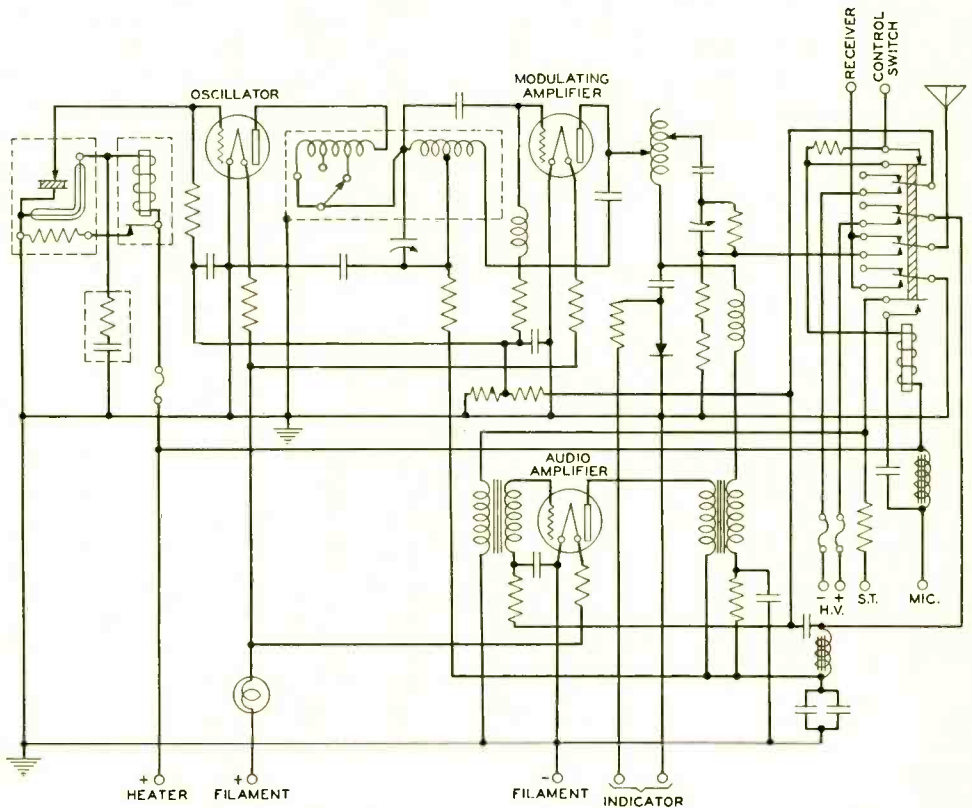 RECEIVER
CONTROL
SWITCH
OSCILLATOR
MODULATING
AMPLIFIER
AUDIO
AMPLIFIER
- +
H.V.
S.T.
MIC.
+
HEATER
+
FILAMENT
-
FILAMENT
INDICATOR